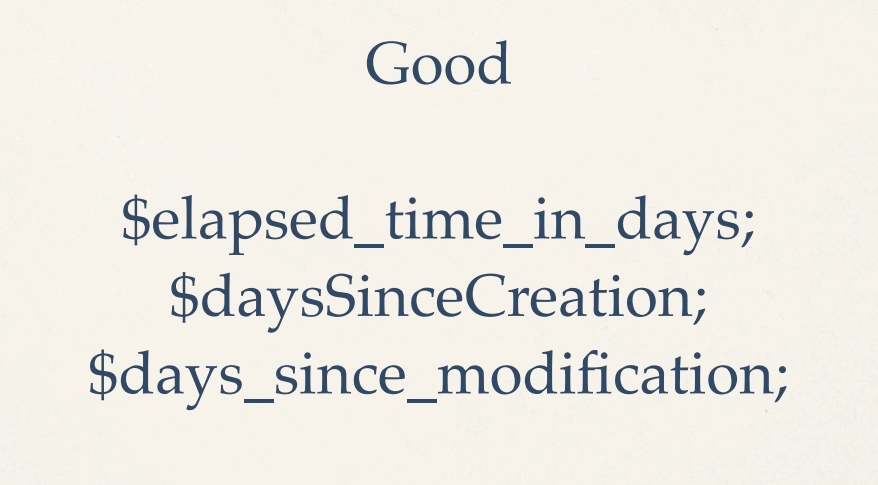 Good
$elapsed_time_in_days;
$daysSinceCreation;
$days_since_modification;